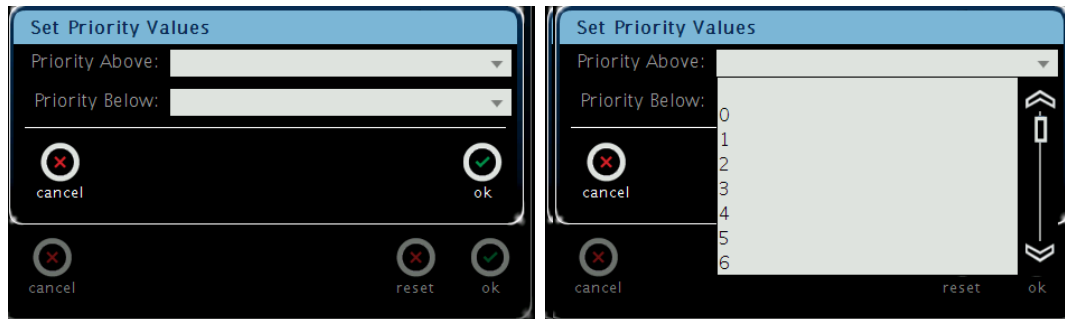 Set Priority Values
Priority Above:
Priority Below:
cancel
ok
cancel
reset
ok
Set Priority Values
Priority Above:
Priority Below:
0
1
2
3
4
5
6
cancel
cancel
reset
ok